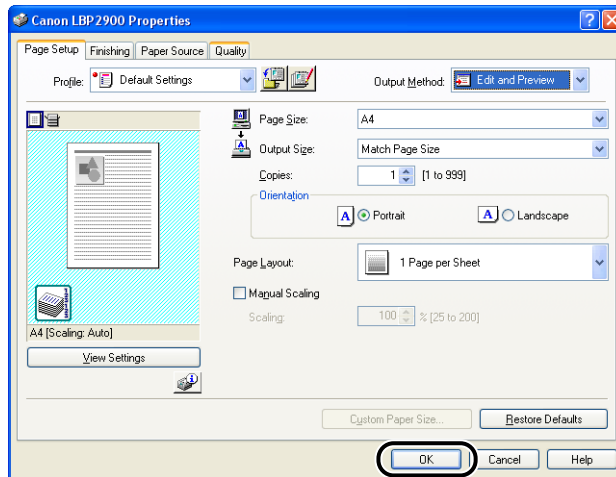 Canon LBP2900 Properties
Page Setup Finishing Paper Source Quality
Profile: Default Settings Output Method: Edit and Preview
Page Size: A4
Output Size: Match Page Size
Copies: 1 [1 to 999]
Orientation
A Portrait A Landscape
Page Layout: 1 Page per Sheet
Manual Scaling
Scaling: 100 % [25 to 200]
A4 [Scaling: Auto]
View Settings
Custom Paper Size... Restore Defaults
OK Cancel Help